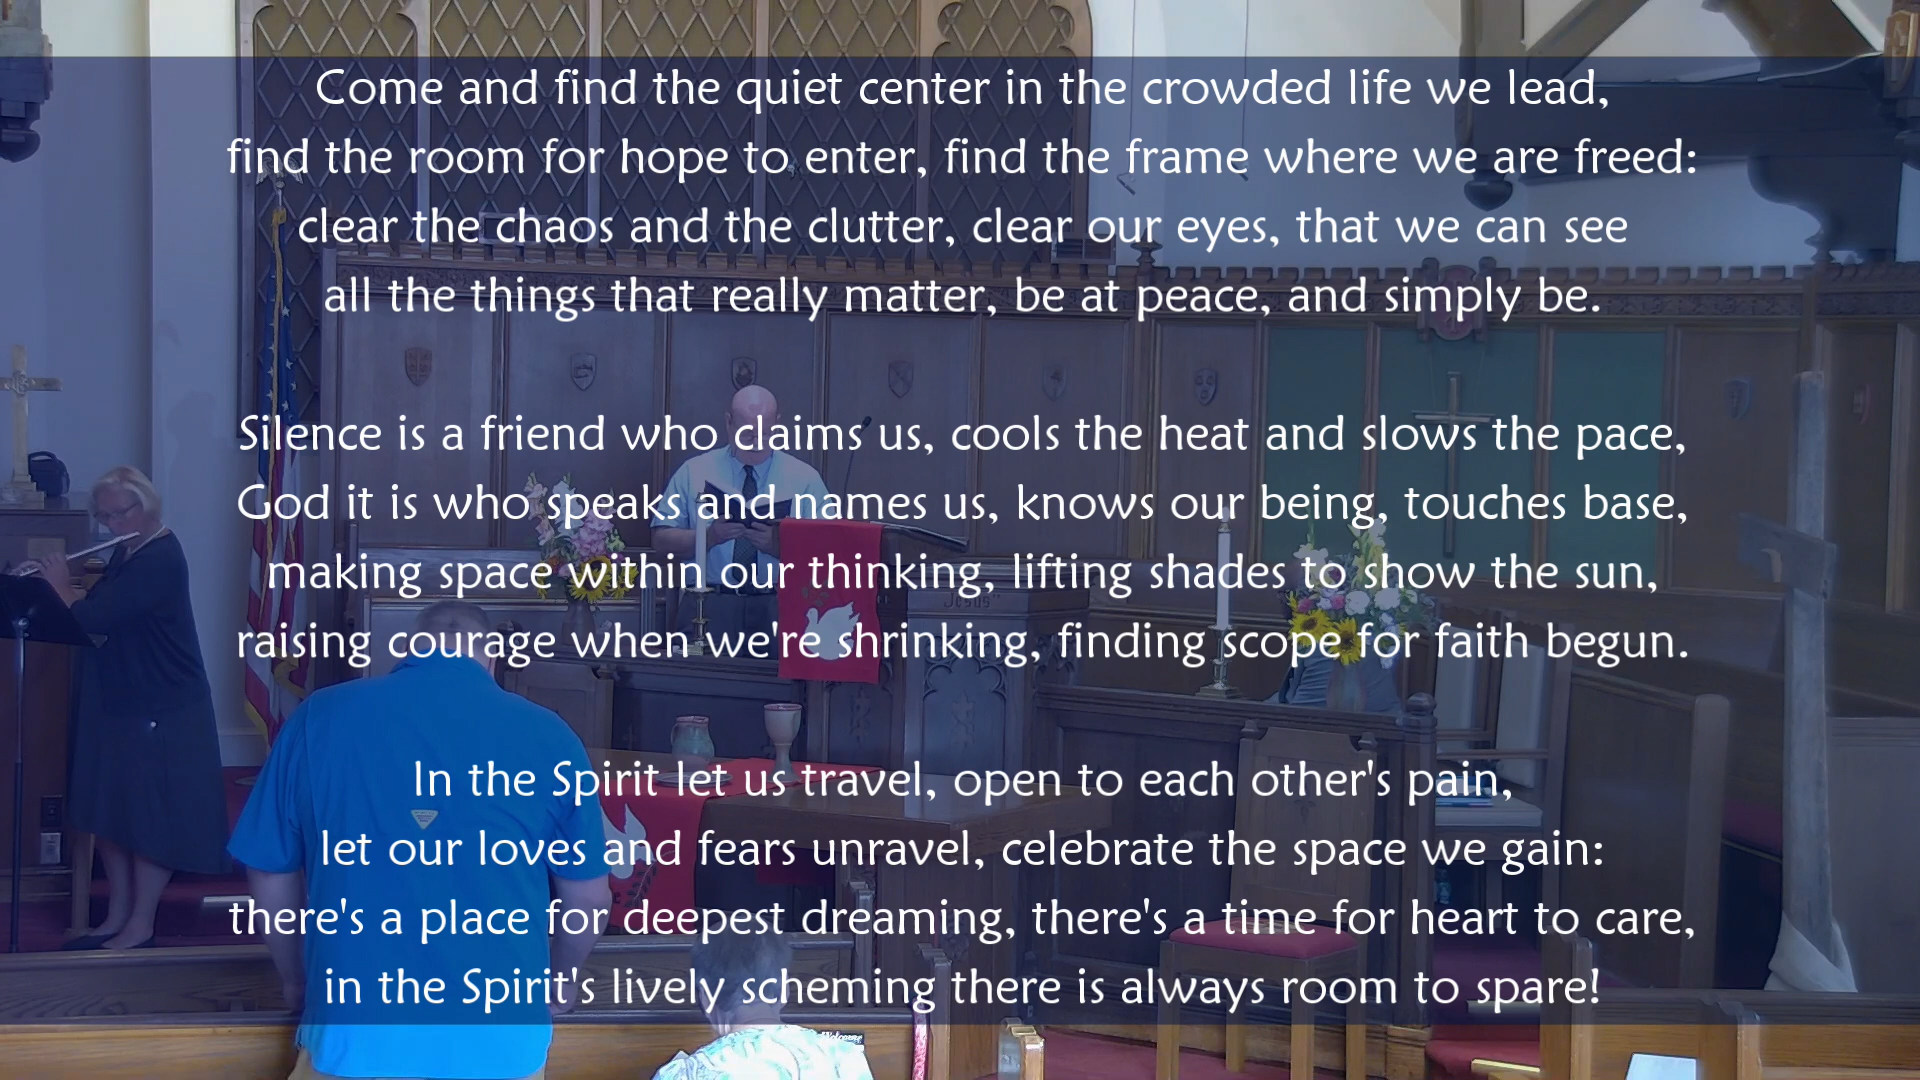 Come and find the quiet center in the crowded life we lead,
find the room for hope to enter, find the frame where we are freed:
clear the chaos and the clutter, clear our eyes, that we can see
all the things that really matter, be at peace, and simply be.
Silence is a friend who claims us, cools the heat and slows the pace,
God it is who speaks and names us, knows our being, touches base,
making space within our thinking, lifting shades to show the sun,
raising courage when we're shrinking, finding scope for faith begun.
In the Spirit let us travel, open to each other's pain,
let our loves and fears unravel, celebrate the space we gain:
there's a place for deepest dreaming, there's a time for heart to care,
in the Spirit's lively scheming there is always room to spare!
Jesus"
Welcome